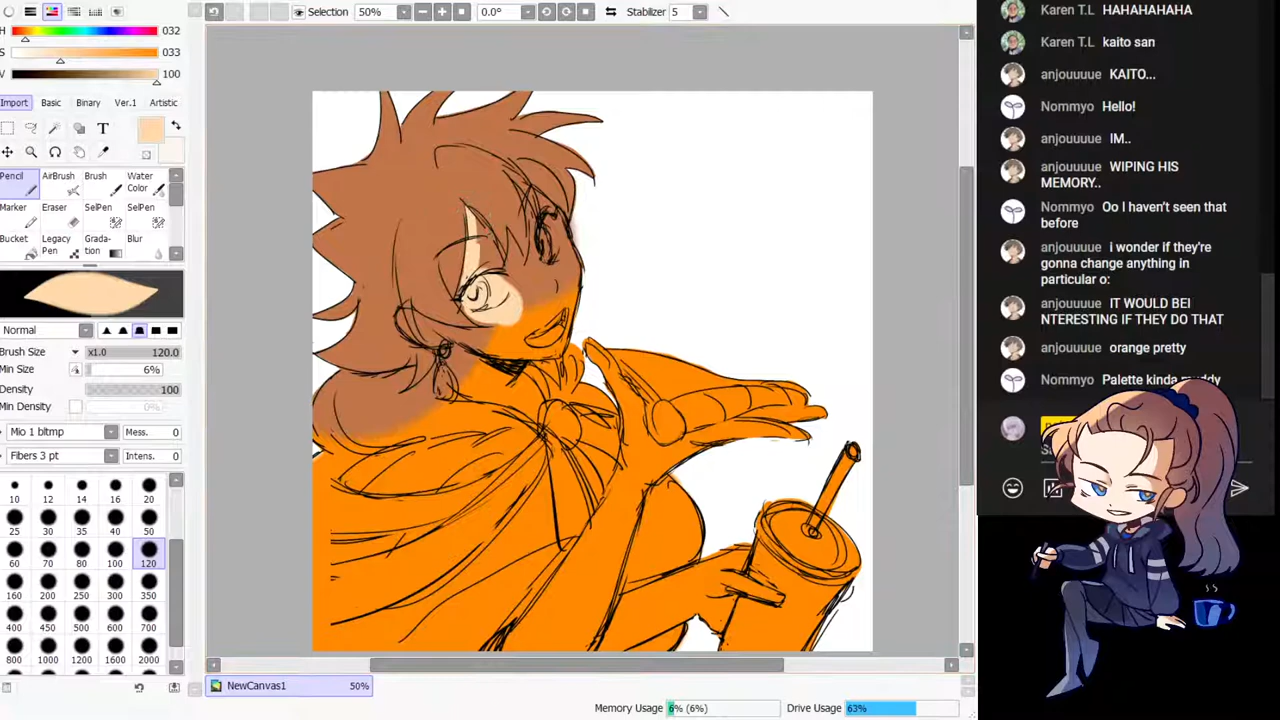 Selection 50% 0.0° Stabilizer 5
H 032
S 033
V 100
Import Basic Binary Ver.1 Artistic
T
Pencil AirBrush Brush Water Color
Marker Eraser SelPen SelPen
Bucket Legacy Pen Grada-tion Blur
Normal
Brush Size x1.0 120.0
Min Size 6%
Density 100
Min Density 0%
Mio 1 bltmp Mess. 0
Fibers 3 pt Intens. 0
10 12 14 16 20
25 30 35 40 50
60 70 80 100 120
160 200 250 300 350
400 450 500 600 700
800 1000 1200 1600 2000
NewCanvas1 50%
Memory Usage 6% (6%) Drive Usage 63%
Karen T.L HAHAHAHAHA
Karen T.L kaito san
anjouuuue KAITO...
Nommyo Hello!
anjouuuue IM..
anjouuuue WIPING HIS
MEMORY..
Nommyo Oo I haven't seen that
before
anjouuuue i wonder if they're
gonna change anything in
particular o:
anjouuuue IT WOULD BEI
NTERESTING IF THEY DO THAT
anjouuuue orange pretty
Nommyo Palette kinda muddy